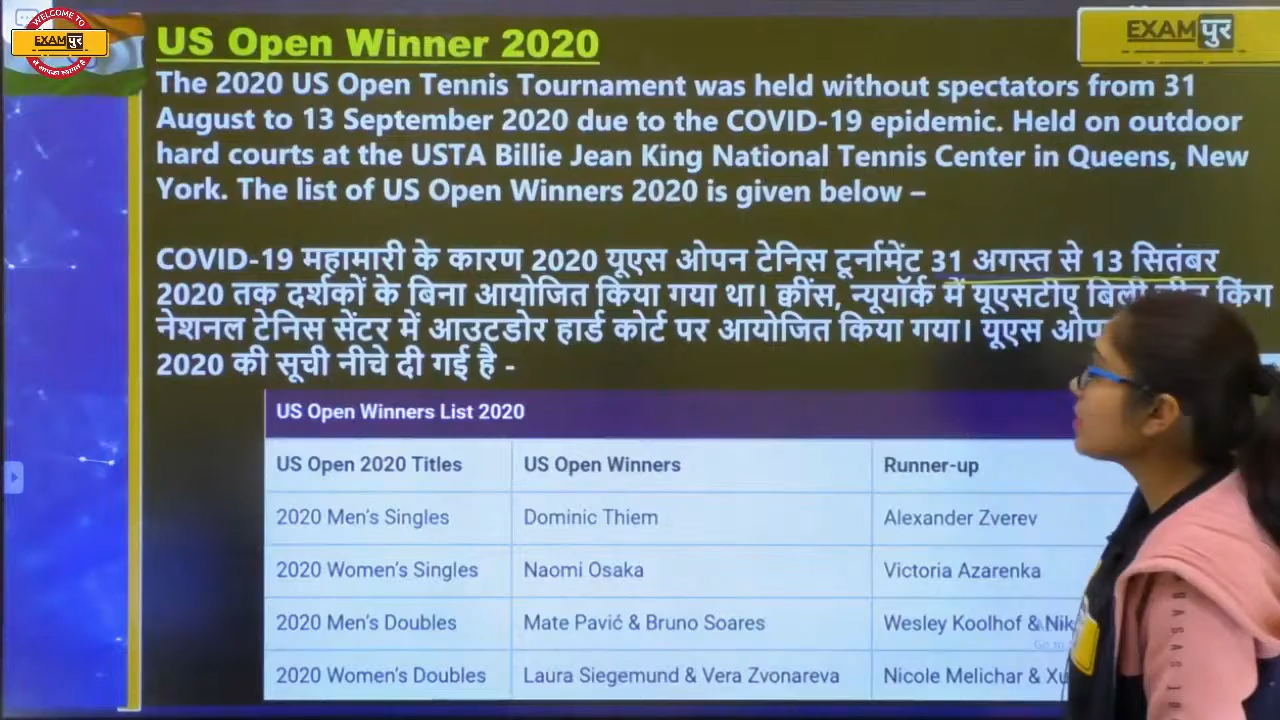 WELCOME TO
EXAMपुर
में आपका स्वागत है
EXAMपुर
US Open Winner 2020
The 2020 US Open Tennis Tournament was held without spectators from 31
August to 13 September 2020 due to the COVID-19 epidemic. Held on outdoor
hard courts at the USTA Billie Jean King National Tennis Center in Queens, New
York. The list of US Open Winners 2020 is given below –
COVID-19 महामारी के कारण 2020 यूएस ओपन टेनिस टूर्नामेंट 31 अगस्त से 13 सितंबर
2020 तक दर्शकों के बिना आयोजित किया गया था। क्वींस, न्यूयॉर्क में यूएसटीए बिली किंग
नेशनल टेनिस सेंटर में आउटडोर हार्ड कोर्ट पर आयोजित किया गया। यूएस
2020 की सूची नीचे दी गई है -
US Open Winners List 2020
US Open 2020 Titles US Open Winners Runner-up
2020 Men's Singles Dominic Thiem Alexander Zverev
2020 Women's Singles Naomi Osaka Victoria Azarenka
2020 Men's Doubles Mate Pavić & Bruno Soares Wesley Koolhof &
2020 Women's Doubles Laura Siegemund & Vera Zvonareva Nicole Melichar &